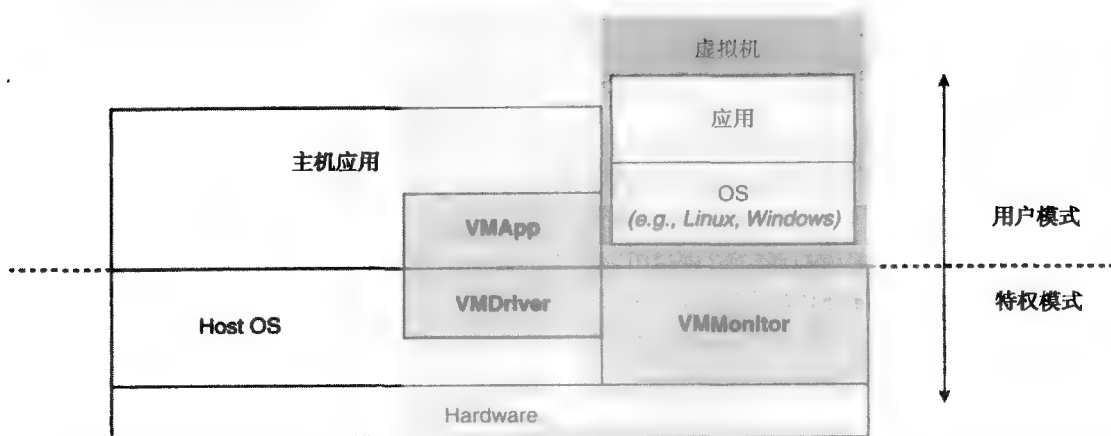 虚拟机
应用
主机应用
OS
(e.g., Linux, Windows)
VMApp
用户模式
VMDriver
特权模式
Host OS
VMMonitor
Hardware